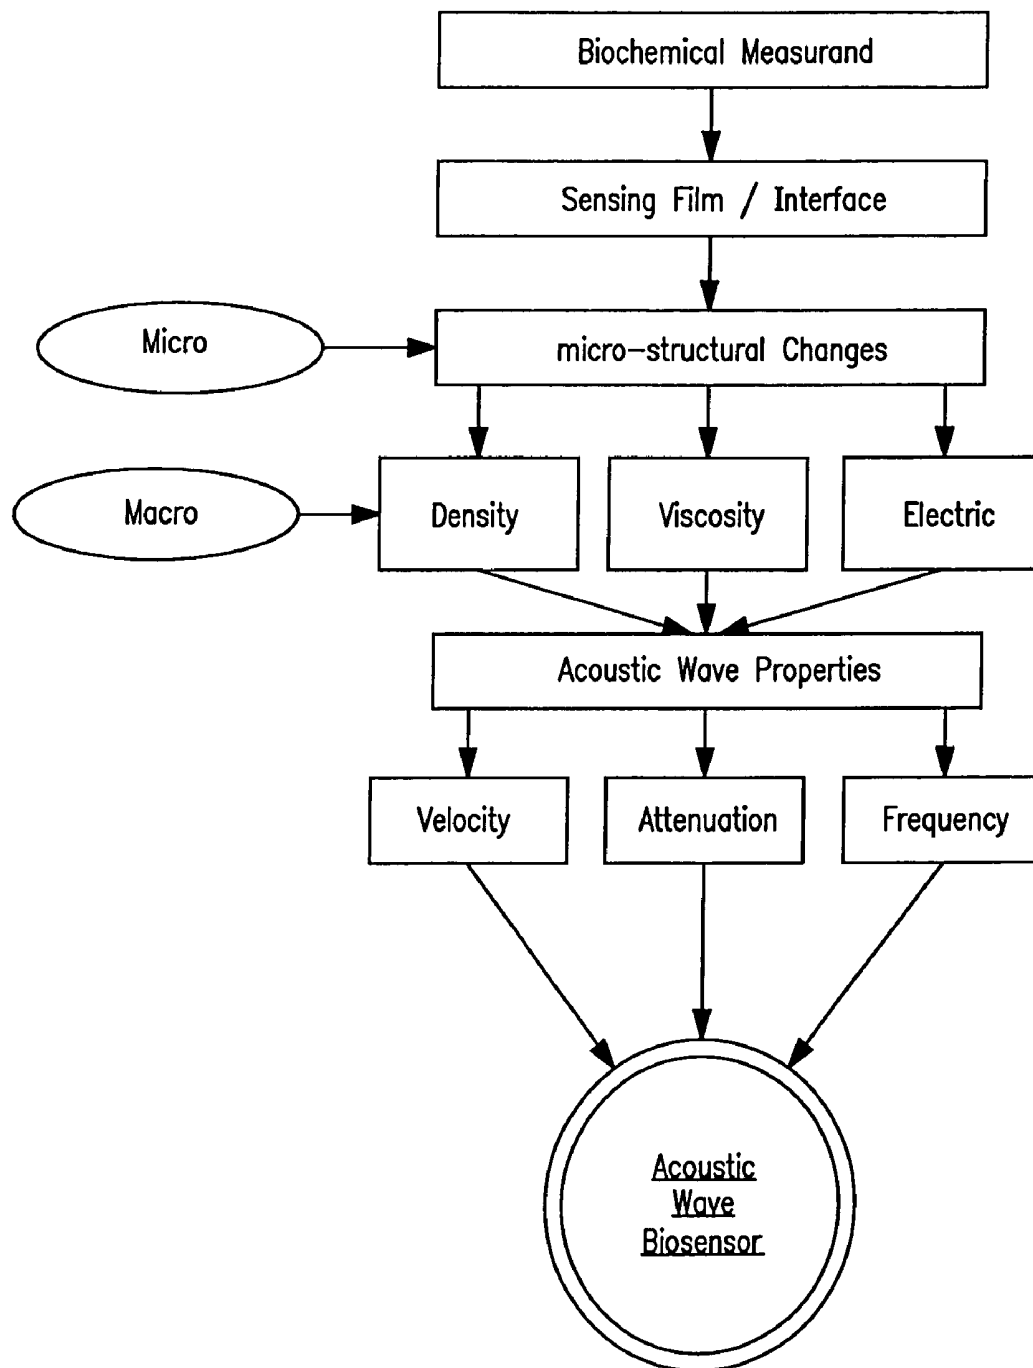 Biochemical Measurand
Sensing Film / Interface
Micro
micro-structural Changes
Macro
Density
Viscosity
Electric
Acoustic Wave Properties
Velocity
Attenuation
Frequency
Acoustic
Wave
Biosensor